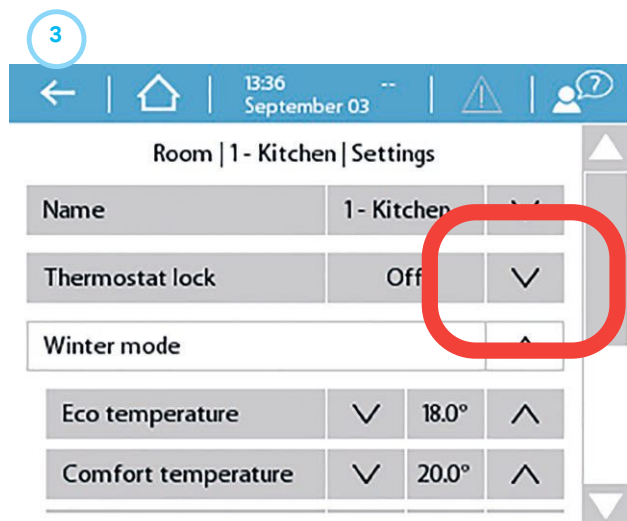 3
13:36 --
September 03
?
Room | 1 - Kitchen | Settings
Name 1 - Kitchen
Thermostat lock Off
Winter mode
Eco temperature 18.0°
Comfort temperature 20.0°